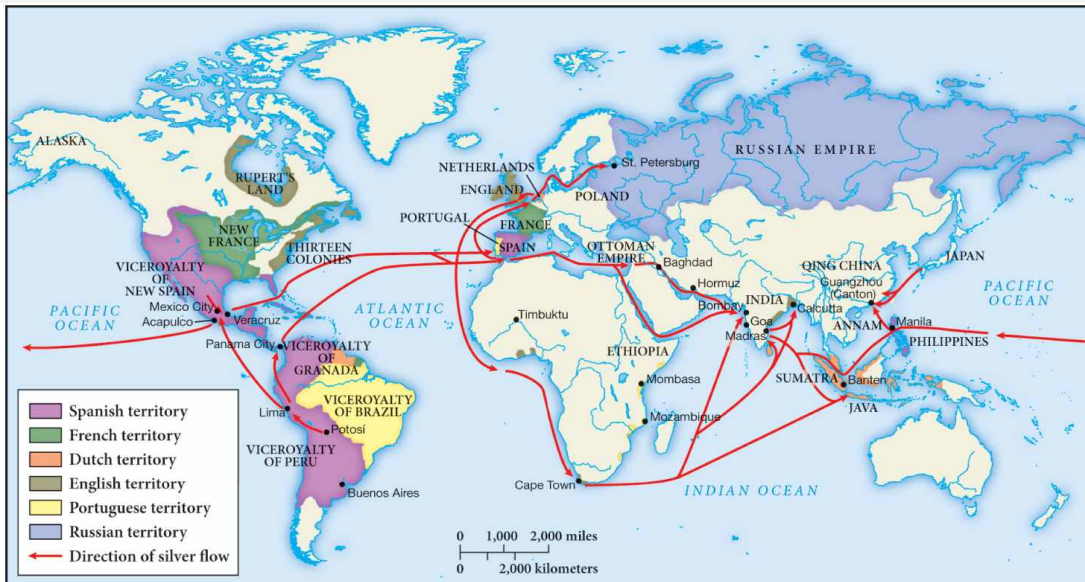 ALASKA
RUPERT'S
LAND
NEW
FRANCE
THIRTEEN
COLONIES
VICEROYALTY
OF
NEW SPAIN
Mexico City
Acapulco
Veracruz
PACIFIC
OCEAN
ATLANTIC
OCEAN
Panama City
VICEROYALTY
OF
GRANADA
VICEROYALTY
OF BRAZIL
Lima
Potosí
VICEROYALTY
OF PERU
Buenos Aires
NETHERLANDS
ENGLAND
PORTUGAL
FRANCE
SPAIN
POLAND
St. Petersburg
RUSSIAN EMPIRE
OTTOMAN
EMPIRE
Baghdad
Hormuz
Timbuktu
ETHIOPIA
Mombasa
Mozambique
Cape Town
INDIAN OCEAN
Bombay
INDIA
Goa
Madras
Calcutta
QING CHINA
Guangzhou
(Canton)
JAPAN
ANNAM
Manila
PHILIPPINES
PACIFIC
OCEAN
SUMATRA
Banten
JAVA
Spanish territory
French territory
Dutch territory
English territory
Portuguese territory
Russian territory
Direction of silver flow
0 1,000 2,000 miles
0 2,000 kilometers